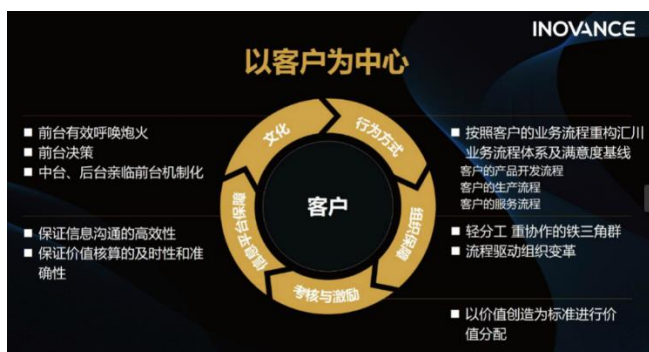 INOVANCE
以客户为中心
■ 前台有效呼唤炮火
■ 前台决策
■ 中台、后台亲临前台机制化
■ 保证信息沟通的高效性
■ 保证价值核算的及时性和准
确性
文化
行为方式
组织保障
考核与激励
信息平台保障
客户
■ 按照客户的业务流程重构汇川
业务流程体系及满意度基线
客户的产品开发流程
客户的生产流程
客户的服务流程
■ 轻分工 重协作的铁三角群
■ 流程驱动组织变革
■ 以价值创造为标准进行价
值分配